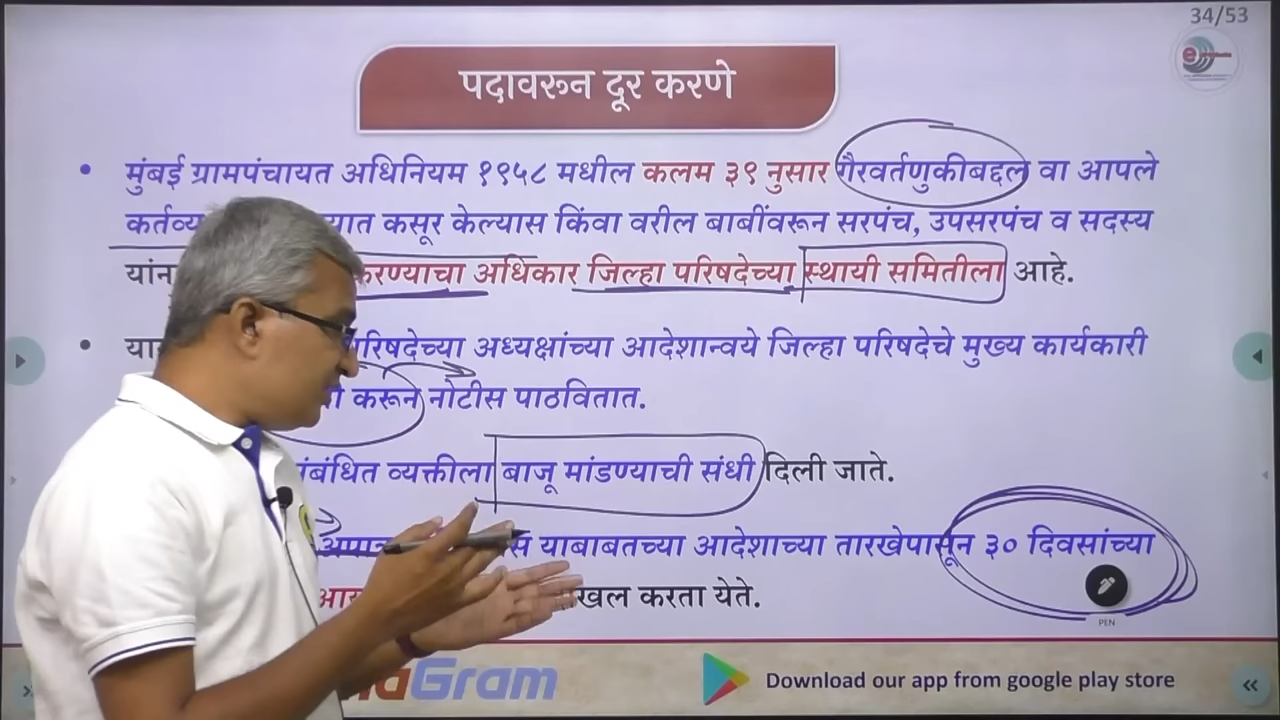 34/53
पदावरून दूर करणे
मुंबई ग्रामपंचायत अधिनियम १९५८ मधील कलम ३९ नुसार गैरवर्तणुकीबद्दल वा आपले
यात कसूर केल्यास किंवा वरील बाबींवरून सरपंच, उपसरपंच व सदस्य
करण्याचा अधिकार जिल्हा परिषदेच्या स्थायी समितीला आहे.
परिषदेच्या अध्यक्षांच्या आदेशान्वये जिल्हा परिषदेचे मुख्य कार्यकारी
करून नोटीस पाठवितात.
संबंधित व्यक्तीला बाजू मांडण्याची संधी दिली जाते.
याबाबतच्या आदेशाच्या तारखेपासून ३० दिवसांच्या
करता येते.
PEN
Gram
Download our app from google play store